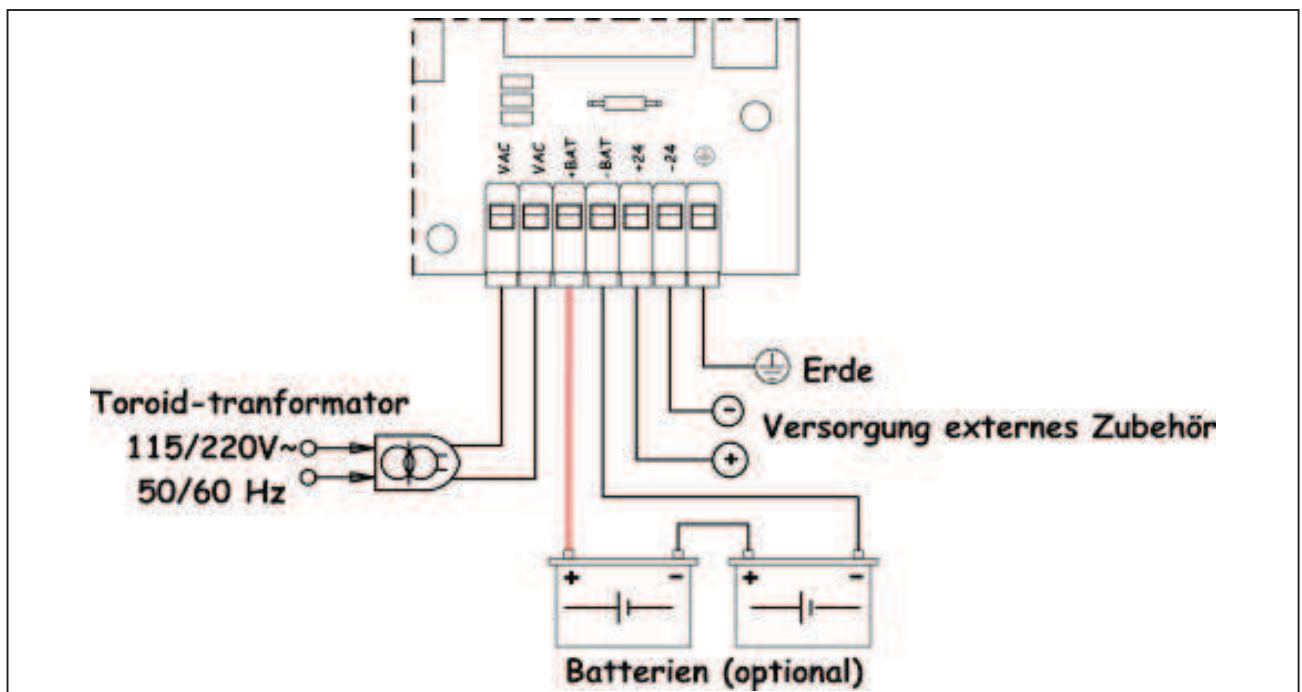 VAC
VAC
+BAT
-BAT
+24
-24
Erde
-
Versorgung externes Zubehör
+
Toroid-tranformator
115/220V~
50/60 Hz
+ -
+ -
Batterien (optional)